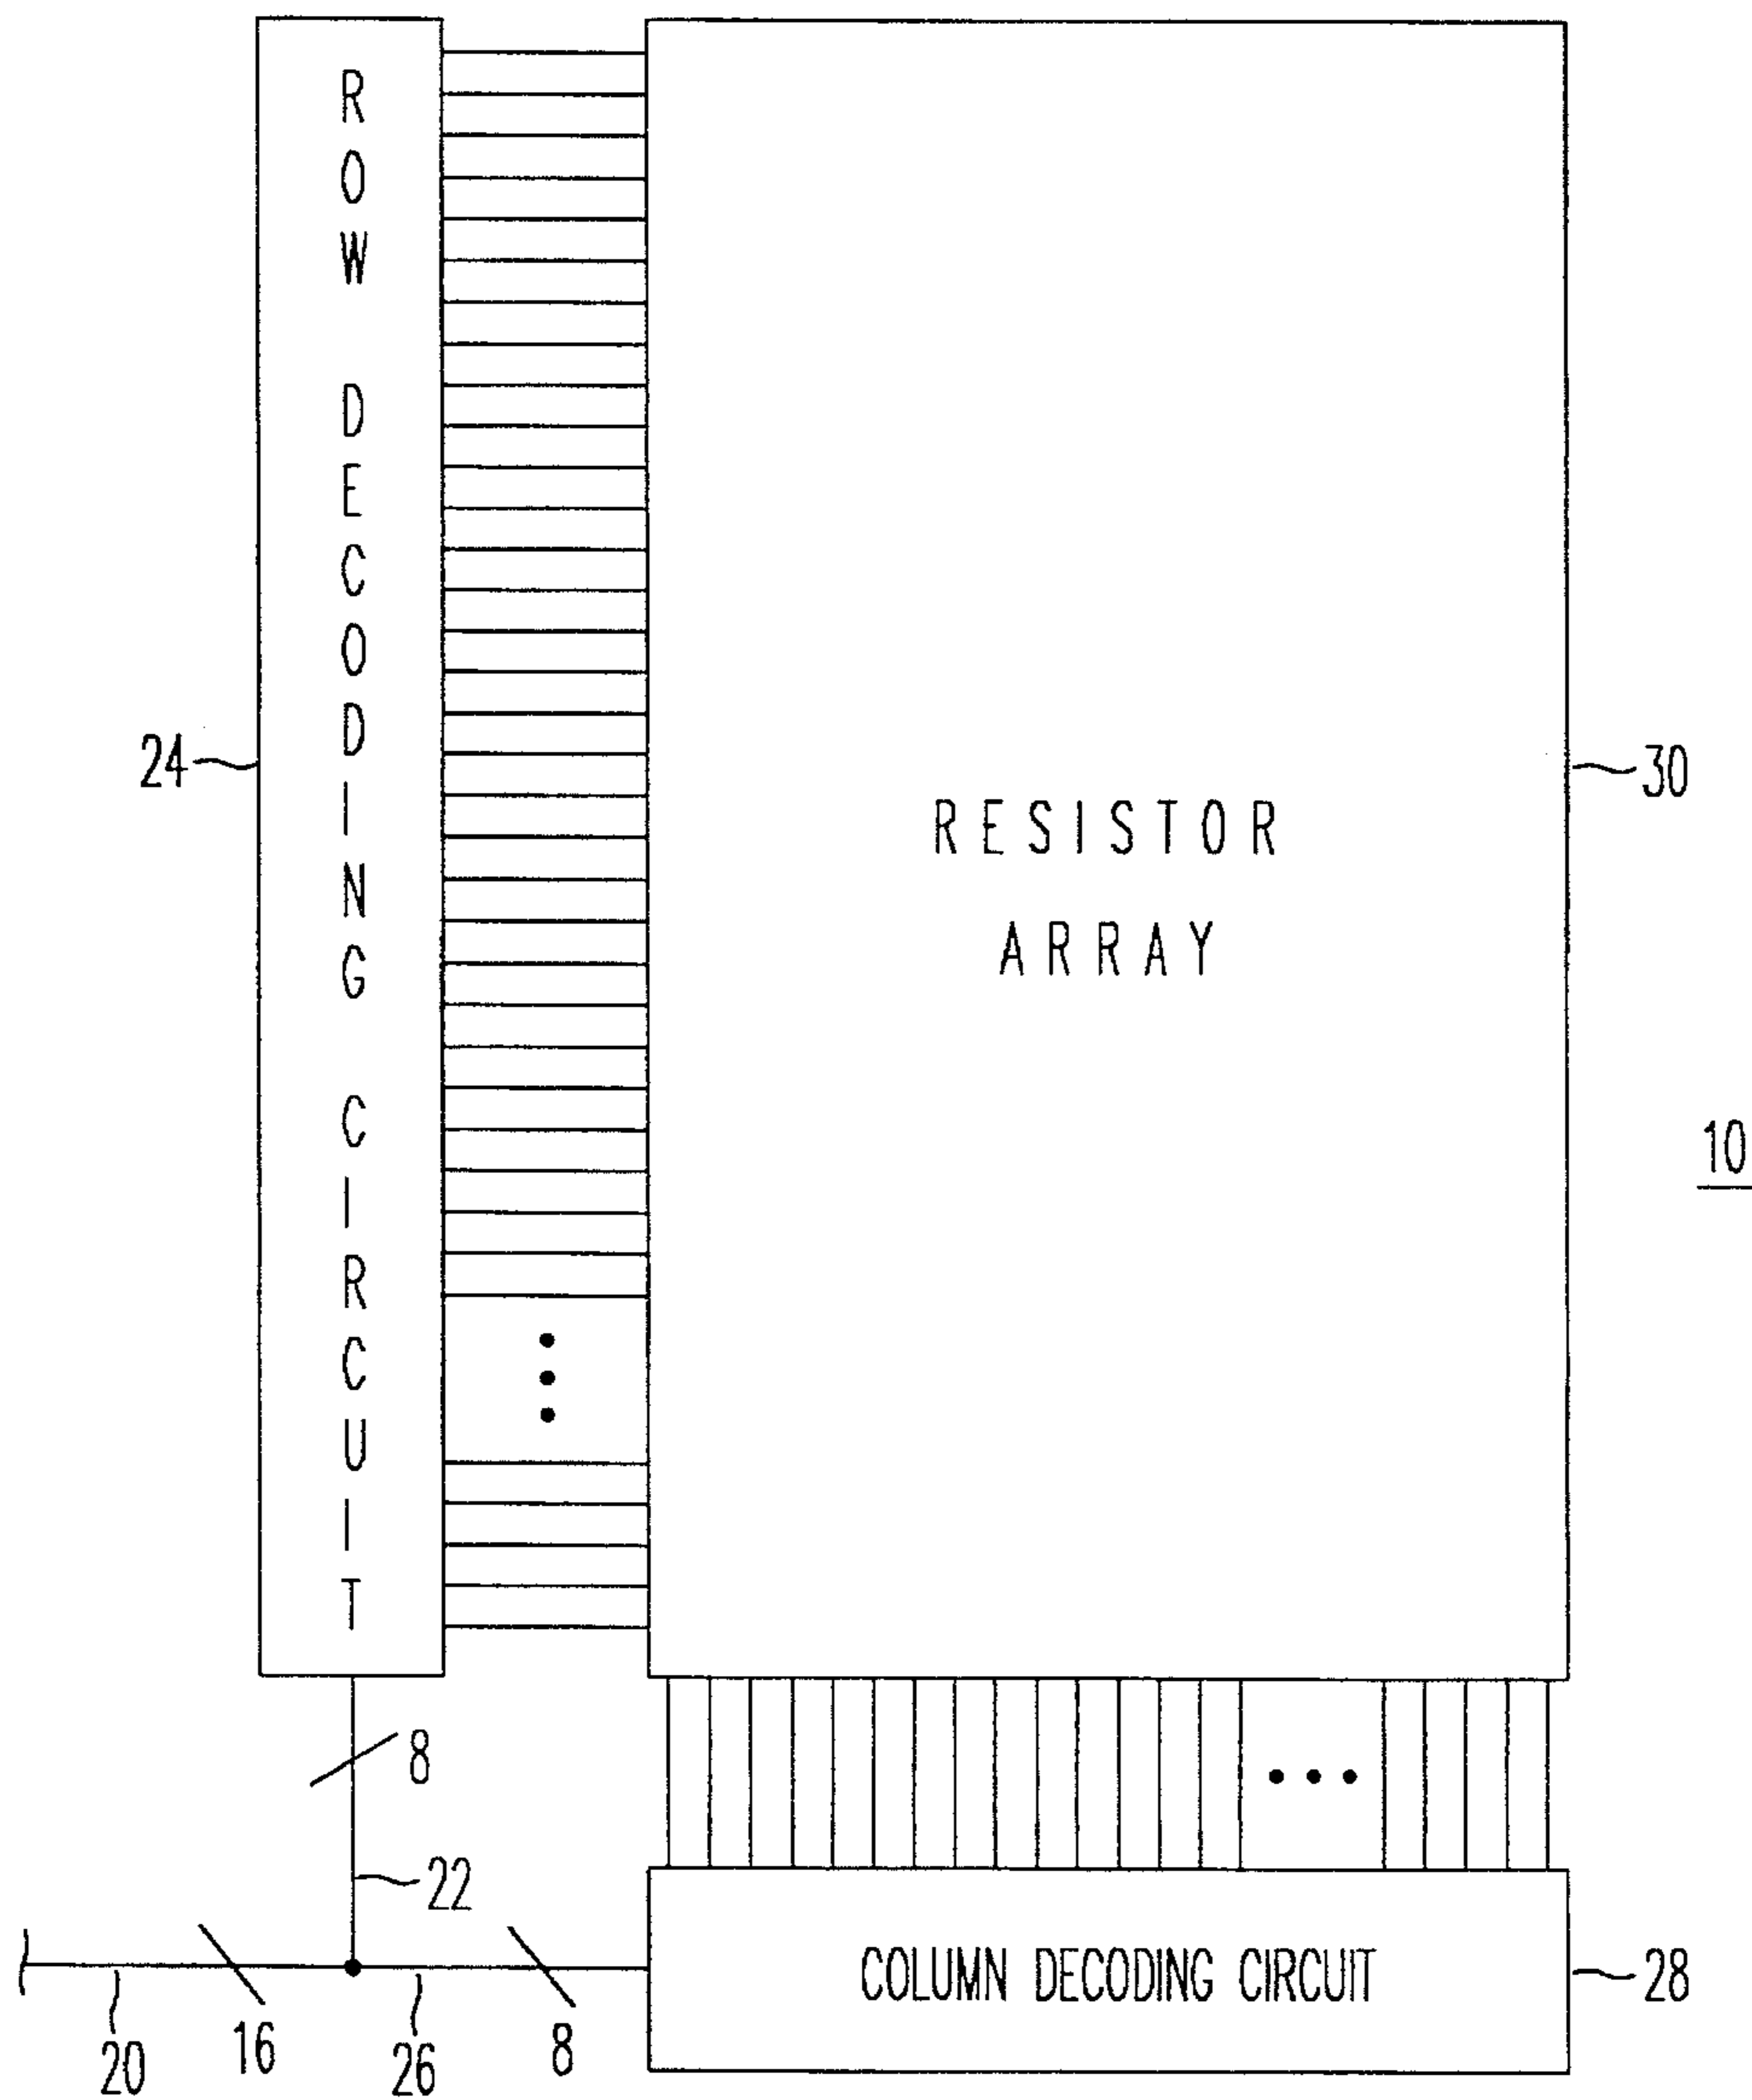 ROW DECODING CIRCUIT
24
30
RESISTOR
ARRAY
10
8
22
COLUMN DECODING CIRCUIT
28
20
16
26
8